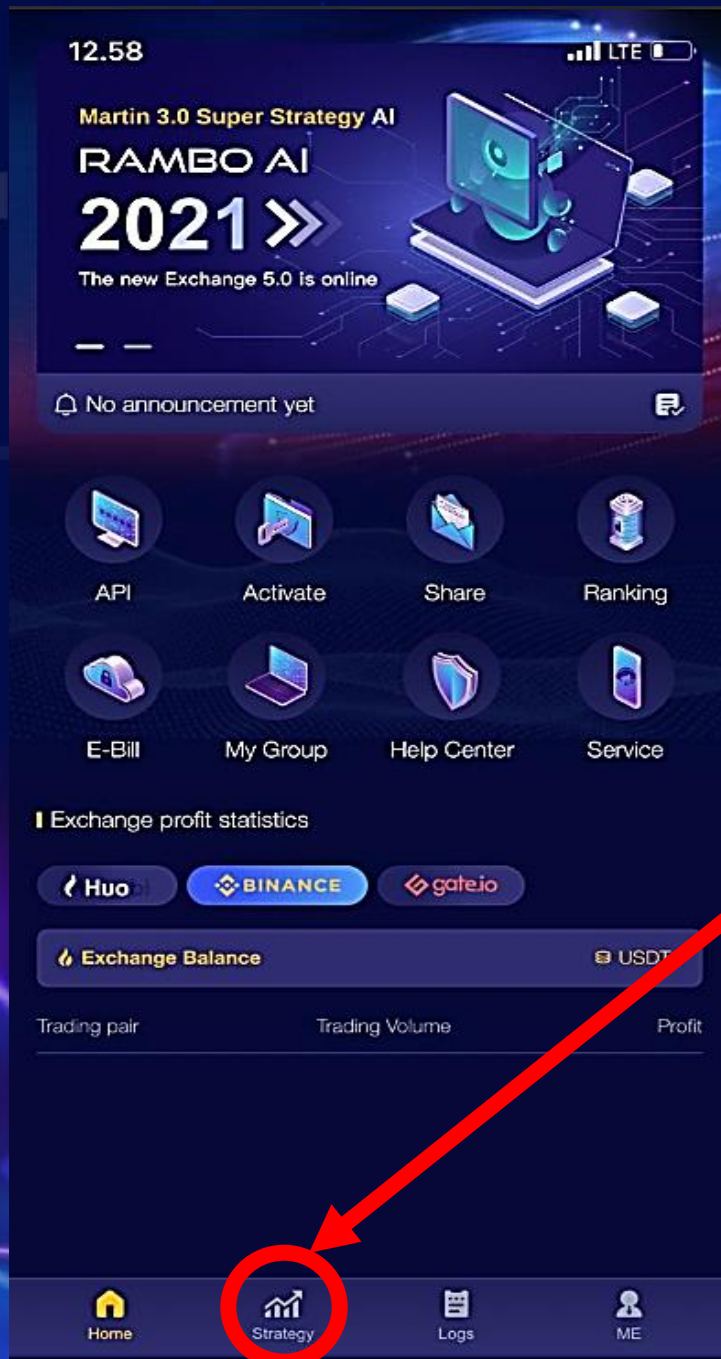 12.58
LTE
Martin 3.0 Super Strategy AI
RAMBO AI
2021
The new Exchange 5.0 is online
No announcement yet
API Activate Share Ranking
E-Bill My Group Help Center Service
Exchange profit statistics
Huobi BINANCE gate.io
Exchange Balance USDT
Trading pair Trading Volume Profit
Home Strategy Logs ME